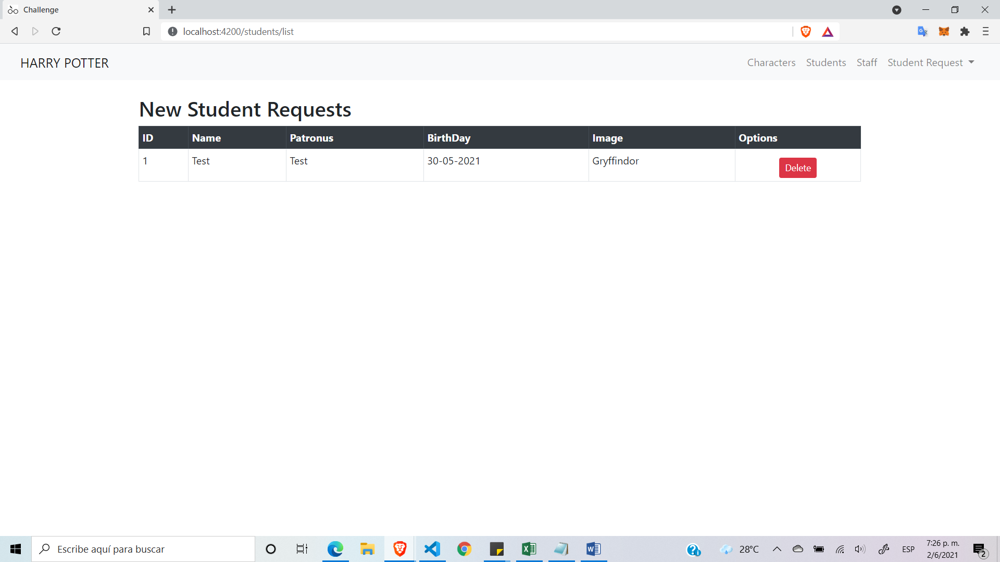 Challenge
localhost:4200/students/list
HARRY POTTER
Characters Students Staff Student Request
New Student Requests
ID Name Patronus BirthDay Image Options
1 Test Test 30-05-2021 Gryffindor Delete
Escribe aquí para buscar
28°C
ESP
7:26 p. m.
2/6/2021
2